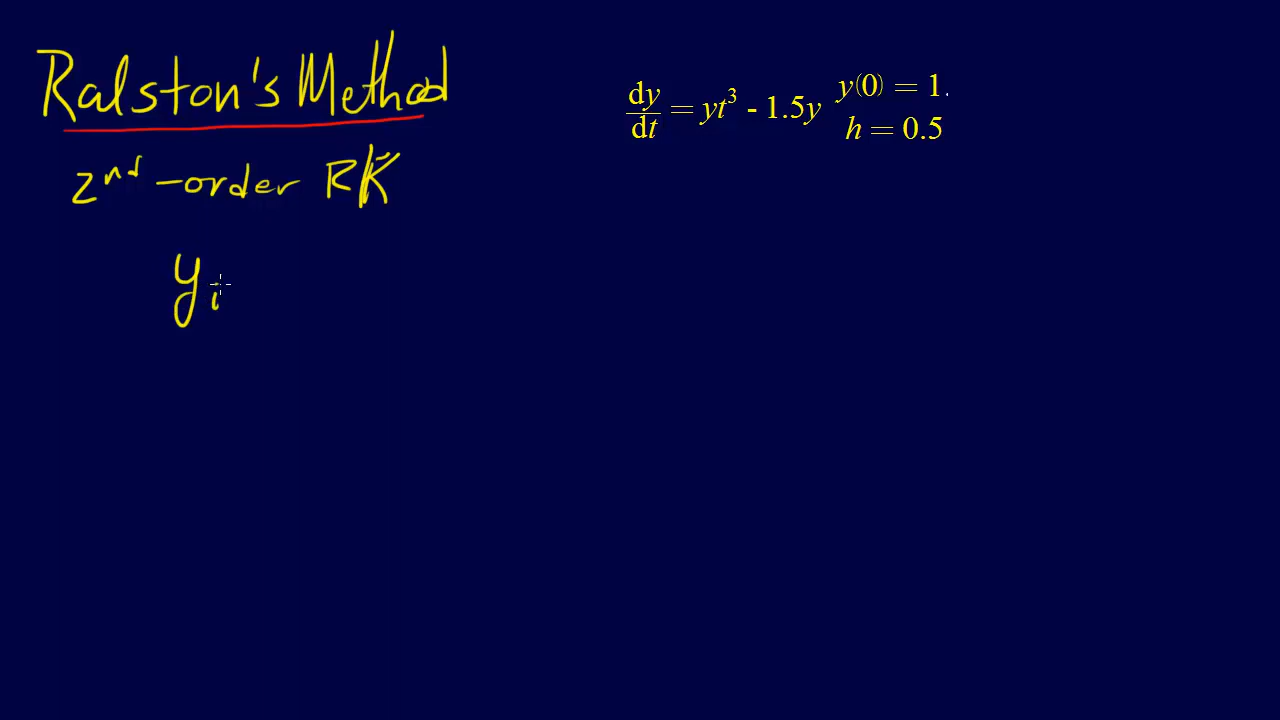 Ralston's Method
2nd-order RK
y_i
dy/dt = yt³ - 1.5y
y(0) = 1.
h = 0.5